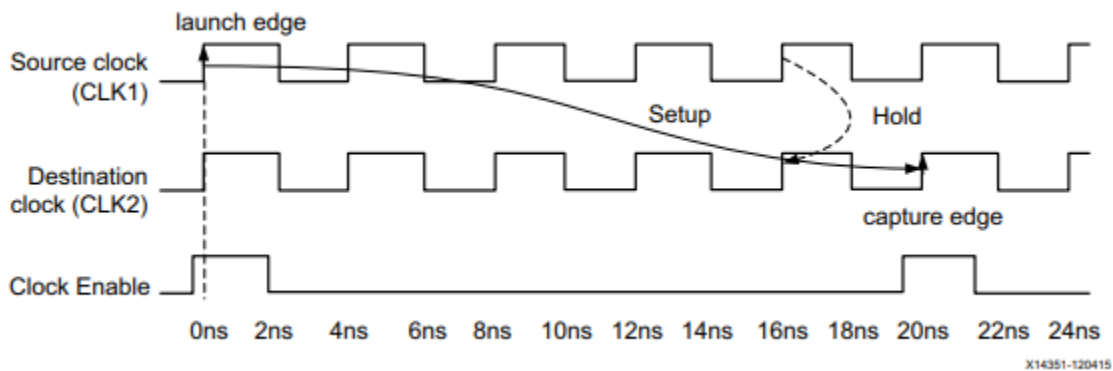 launch edge
Source clock
(CLK1)
Setup
Hold
Destination
clock (CLK2)
capture edge
Clock Enable
0ns 2ns 4ns 6ns 8ns 10ns 12ns 14ns 16ns 18ns 20ns 22ns 24ns
X14351-120415